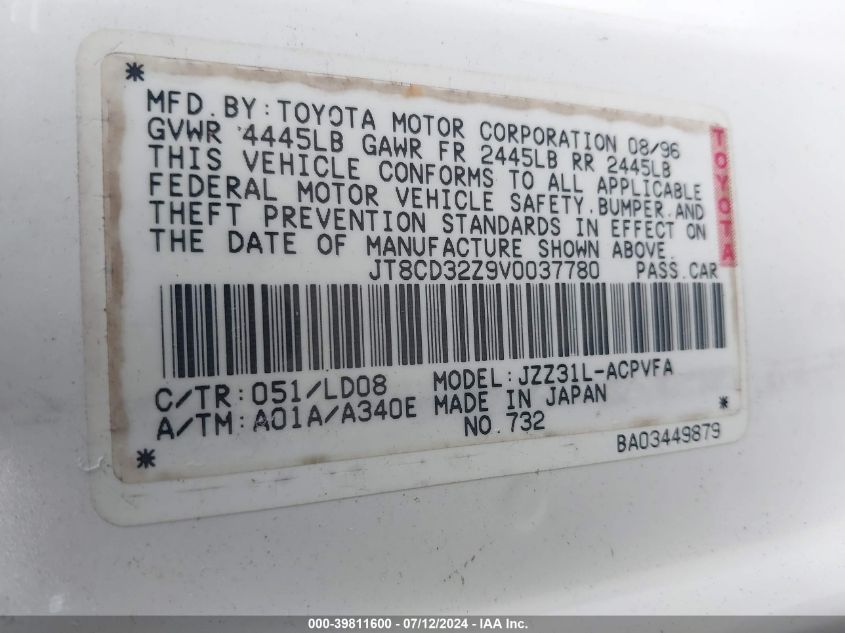 MFD.BY:TOYOTA MOTOR CORPORATION 08/96
GVWR 4445LB GAWR FR 2445LB RR 2445LB
THIS VEHICLE CONFORMS TO ALL APPLICABLE
FEDERAL MOTOR VEHICLE SAFETY,BUMPER,AND
THEFT PREVENTION STANDARDS IN EFFECT ON
THE DATE OF MANUFACTURE SHOWN ABOVE.
JT8CD32Z9V0037780 PASS.CAR
TOYOTA
C/TR:051/LD08 MODEL:JZZ31L-ACPVFA
A/TM:A01A/A340E MADE IN JAPAN
NO.732
BA03449879
000-39811600 - 07/12/2024 - IAA Inc.